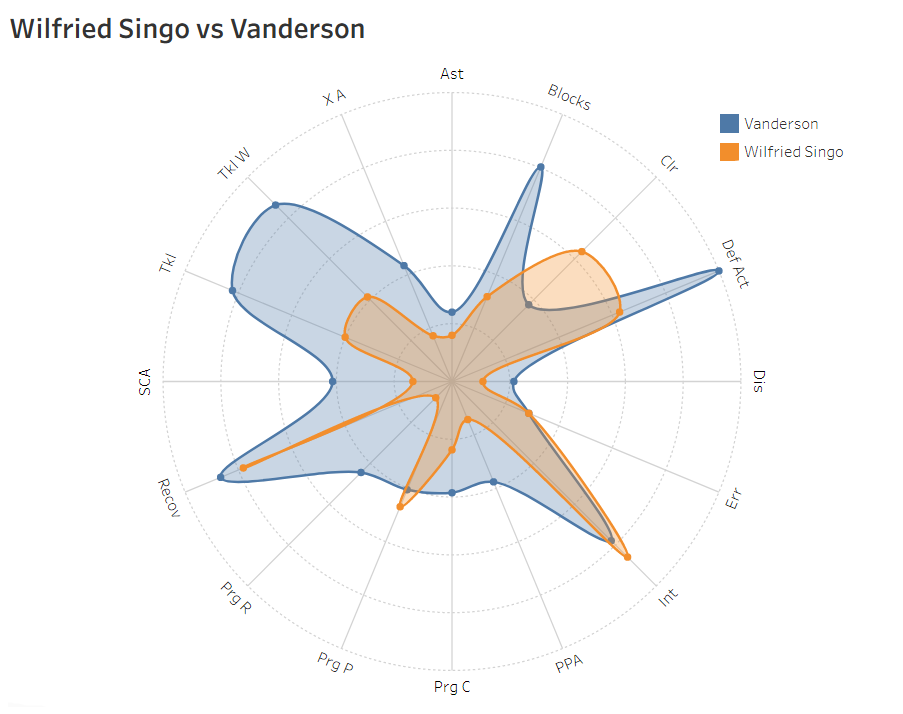 Wilfried Singo vs Vanderson
Ast
Blocks
Clr
Def Act
Dis
Err
Int
PPA
Prg C
Prg P
Prg R
Recov
SCA
Tkl
Tkl W
X A
Vanderson
Wilfried Singo